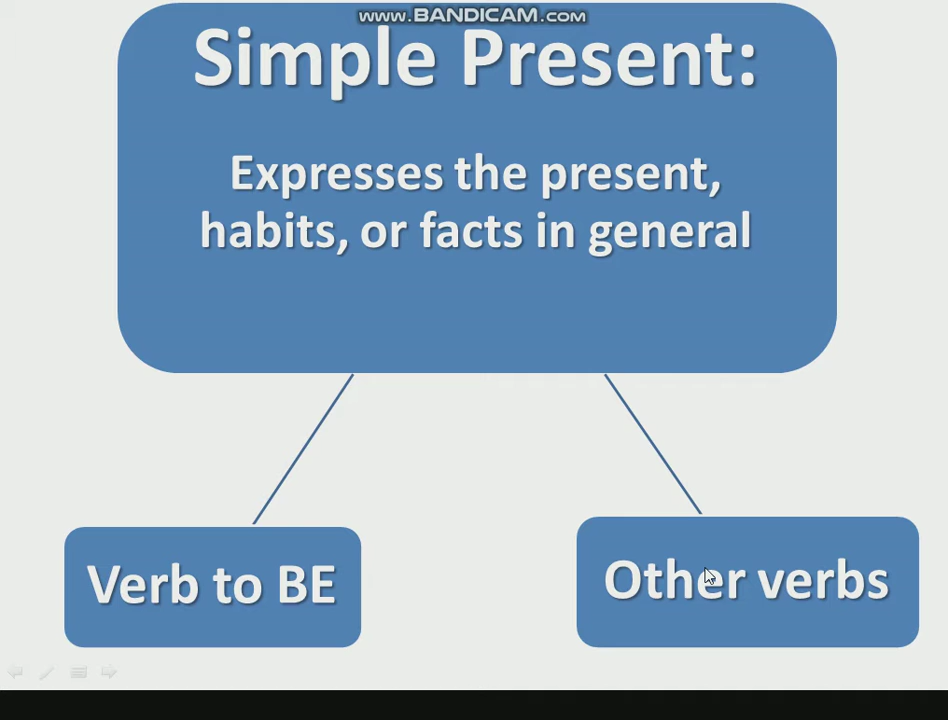 WWW.BANDICAM.COM
Simple Present:
Expresses the present,
habits, or facts in general
Verb to BE
Other verbs